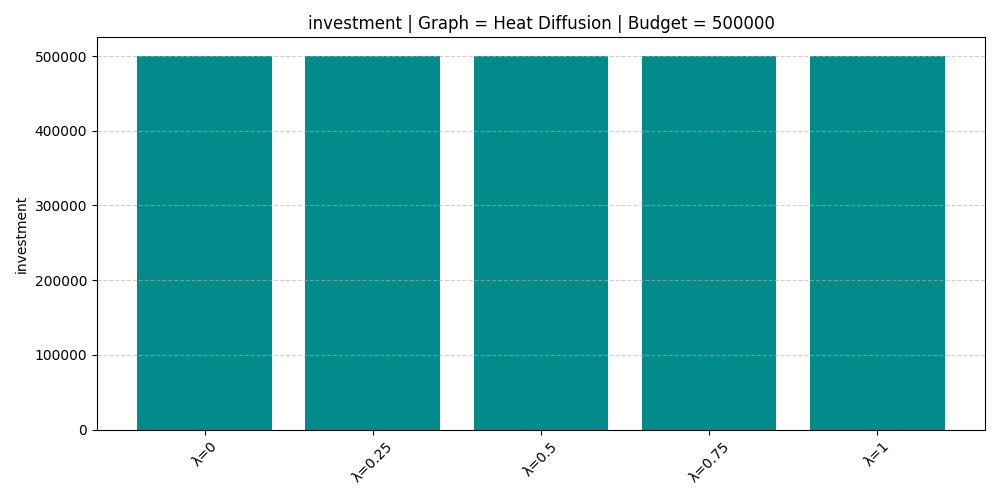 investment | Graph = Heat Diffusion | Budget = 500000
investment
500000
400000
300000
200000
100000
0
λ=0
λ=0.25
λ=0.5
λ=0.75
λ=1